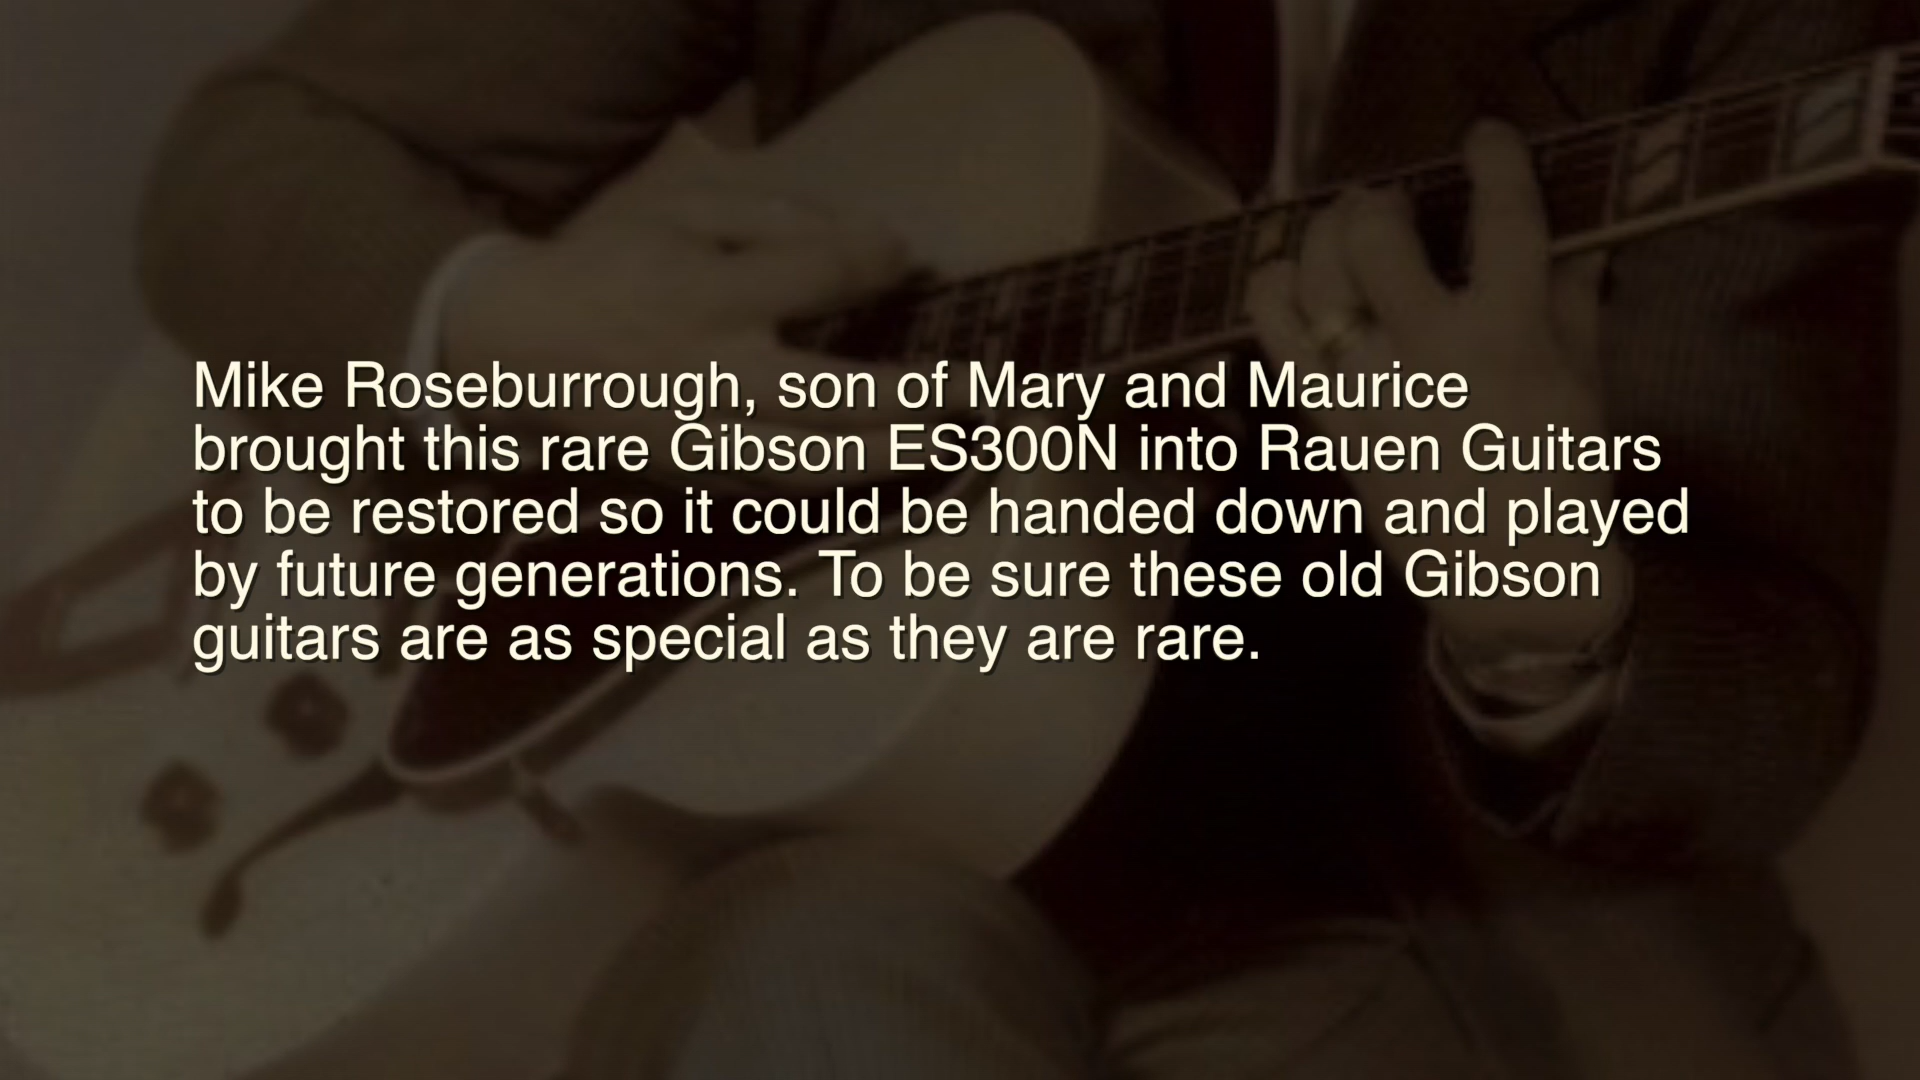 Mike Roseburrough, son of Mary and Maurice
brought this rare Gibson ES300N into Rauen Guitars
to be restored so it could be handed down and played
by future generations. To be sure these old Gibson
guitars are as special as they are rare.